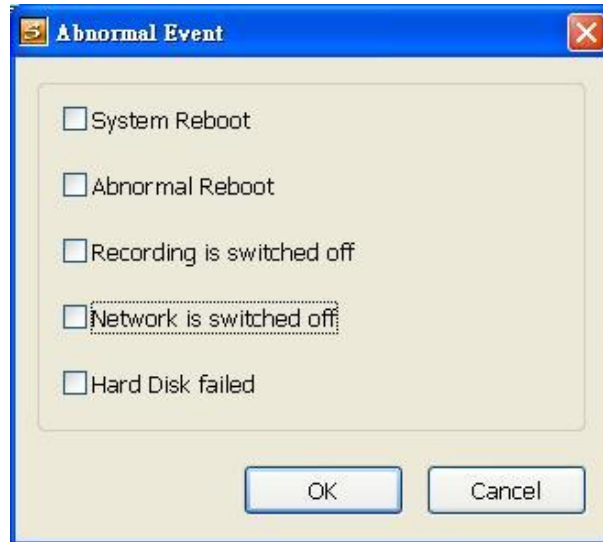 Abnormal Event
System Reboot
Abnormal Reboot
Recording is switched off
Network is switched off
Hard Disk failed
OK
Cancel